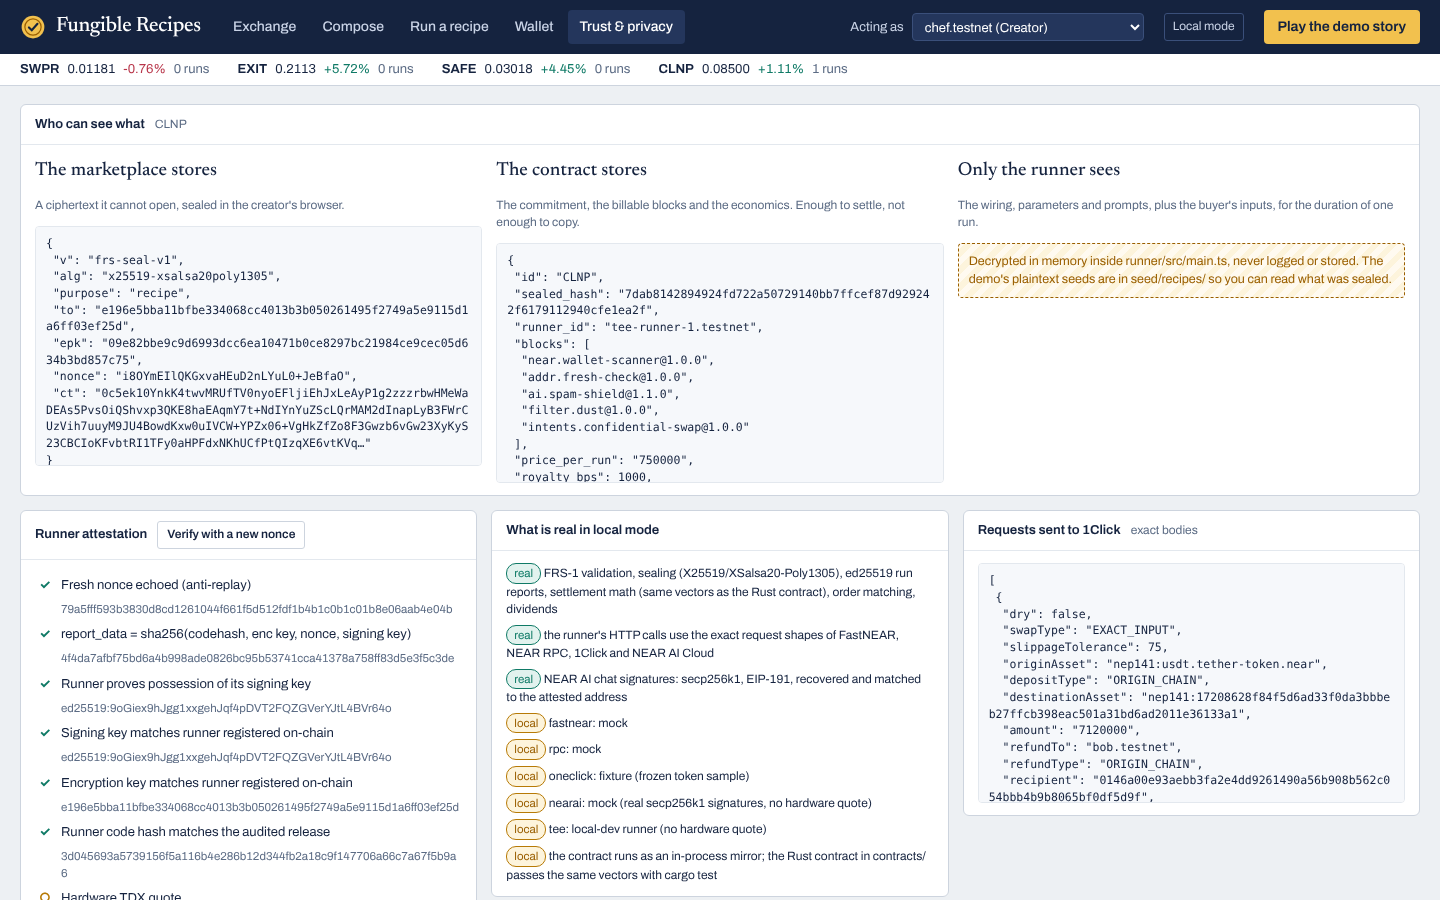 Fungible Recipes
Exchange
Compose
Run a recipe
Wallet
Trust & privacy
Acting as
chef.testnet (Creator)
Local mode
Play the demo story
SWPR 0.01181 -0.76% 0 runs
EXIT 0.2113 +5.72% 0 runs
SAFE 0.03018 +4.45% 0 runs
CLNP 0.08500 +1.11% 1 runs
Who can see what CLNP
The marketplace stores
A ciphertext it cannot open, sealed in the creator's browser.
{
"v": "frs-seal-v1",
"alg": "x25519-xsalsa20poly1305",
"purpose": "recipe",
"to": "e196e5bba11bfbe334068cc4013b3b050261495f2749a5e9115d1
a6ff03ef25d",
"epk": "09e82bbe9c9d6993dcc6ea10471b0ce8297bc21984ce9cec05d6
34b3bd857c75",
"nonce": "i8OYmEIlQKGxvaHEuD2nLYuL0+JeBfaO",
"ct": "0c5ek10YnkK4twvMRUfTV0nyoEFljiEhJxLeAyP1g2zzzrbwHMeWa
DEAs5PvsOiQShvxp3QKE8haEAqmY7t+NdIYnYuZScLQrMAM2dInapLyB3FWrC
UzVih7uuyM9JU4BowdKxw0uIVCW+YPZx06+VgHkZfZo8F3Gwzb6vGw23XyKyS
23CBCIoKFvbtRI1TFy0aHPFdxNKhUCfPtQIzqXE6vtKVq…"
}
The contract stores
The commitment, the billable blocks and the economics. Enough to settle, not
enough to copy.
{
"id": "CLNP",
"sealed_hash": "7dab8142894924fd722a50729140bb7ffcef87d92924
2f6179112940cfe1ea2f",
"runner_id": "tee-runner-1.testnet",
"blocks": [
"near.wallet-scanner@1.0.0",
"addr.fresh-check@1.0.0",
"ai.spam-shield@1.1.0",
"filter.dust@1.0.0",
"intents.confidential-swap@1.0.0"
],
"price_per_run": "750000",
"royalty_bps": 1000,
Only the runner sees
The wiring, parameters and prompts, plus the buyer's inputs, for the duration of one
run.
Decrypted in memory inside runner/src/main.ts, never logged or stored. The
demo's plaintext seeds are in seed/recipes/ so you can read what was sealed.
Runner attestation
Verify with a new nonce
Fresh nonce echoed (anti-replay)
79a5fff593b3830d8cd1261044f661f5d512fdf1b4b1c0b1c01b8e06aab4e04b
report_data = sha256(codehash, enc key, nonce, signing key)
4f4da7afbf75bd6a4b998ade0826bc95b53741cca41378a758ff83d5e3f5c3de
Runner proves possession of its signing key
ed25519:9oGiex9hJgg1xxgehJqf4pDVT2FQZGVerYJtL4BVr64o
Signing key matches runner registered on-chain
ed25519:9oGiex9hJgg1xxgehJqf4pDVT2FQZGVerYJtL4BVr64o
Encryption key matches runner registered on-chain
e196e5bba11bfbe334068cc4013b3b050261495f2749a5e9115d1a6ff03ef25d
Runner code hash matches the audited release
3d045693a5739156f5a116b4e286b12d344fb2a18c9f147706a66c7a67f5b9a
6
Hardware TDX quote
What is real in local mode
real FRS-1 validation, sealing (X25519/XSalsa20-Poly1305), ed25519 run
reports, settlement math (same vectors as the Rust contract), order matching,
dividends
real the runner's HTTP calls use the exact request shapes of FastNEAR,
NEAR RPC, 1Click and NEAR AI Cloud
real NEAR AI chat signatures: secp256k1, EIP-191, recovered and matched
to the attested address
local fastnear: mock
local rpc: mock
local oneclick: fixture (frozen token sample)
local nearai: mock (real secp256k1 signatures, no hardware quote)
local tee: local-dev runner (no hardware quote)
local the contract runs as an in-process mirror; the Rust contract in contracts/
passes the same vectors with cargo test
Requests sent to 1Click exact bodies
[
{
"dry": false,
"swapType": "EXACT_INPUT",
"slippageTolerance": 75,
"originAsset": "nep141:usdt.tether-token.near",
"depositType": "ORIGIN_CHAIN",
"destinationAsset": "nep141:17208628f84f5d6ad33f0da3bbbe
b27ffcb398eac501a31bd6ad2011e36133a1",
"amount": "7120000",
"refundTo": "bob.testnet",
"refundType": "ORIGIN_CHAIN",
"recipient": "0146a00e93aebb3fa2e4dd9261490a56b908b562c0
54bbb4b9b8065bf0df5d9f",